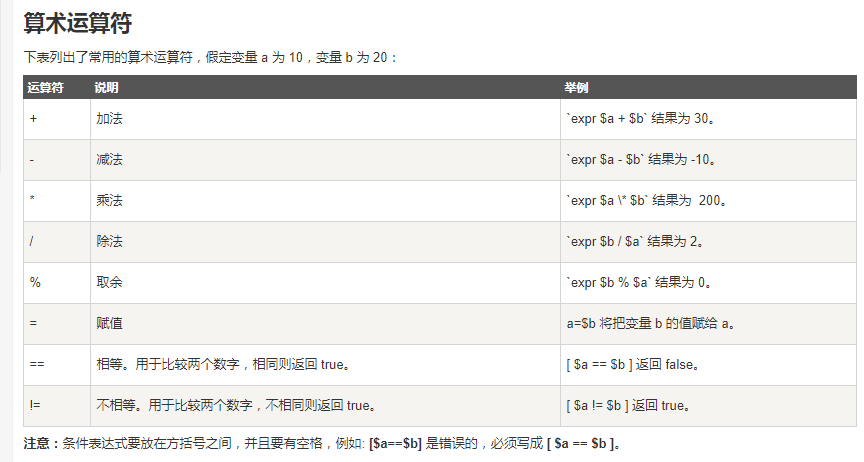 算术运算符
下表列出了常用的算术运算符，假定变量 a 为 10，变量 b 为 20：
运算符 说明 举例
+ 加法 `expr $a + $b` 结果为 30。
- 减法 `expr $a - $b` 结果为 -10。
* 乘法 `expr $a \* $b` 结果为 200。
/ 除法 `expr $b / $a` 结果为 2。
% 取余 `expr $b % $a` 结果为 0。
= 赋值 a=$b 将把变量 b 的值赋给 a。
== 相等。用于比较两个数字，相同则返回 true。 [ $a == $b ] 返回 false。
!= 不相等。用于比较两个数字，不相同则返回 true。 [ $a != $b ] 返回 true。
注意：条件表达式要放在方括号之间，并且要有空格，例如: [$a==$b] 是错误的，必须写成 [ $a == $b ]。